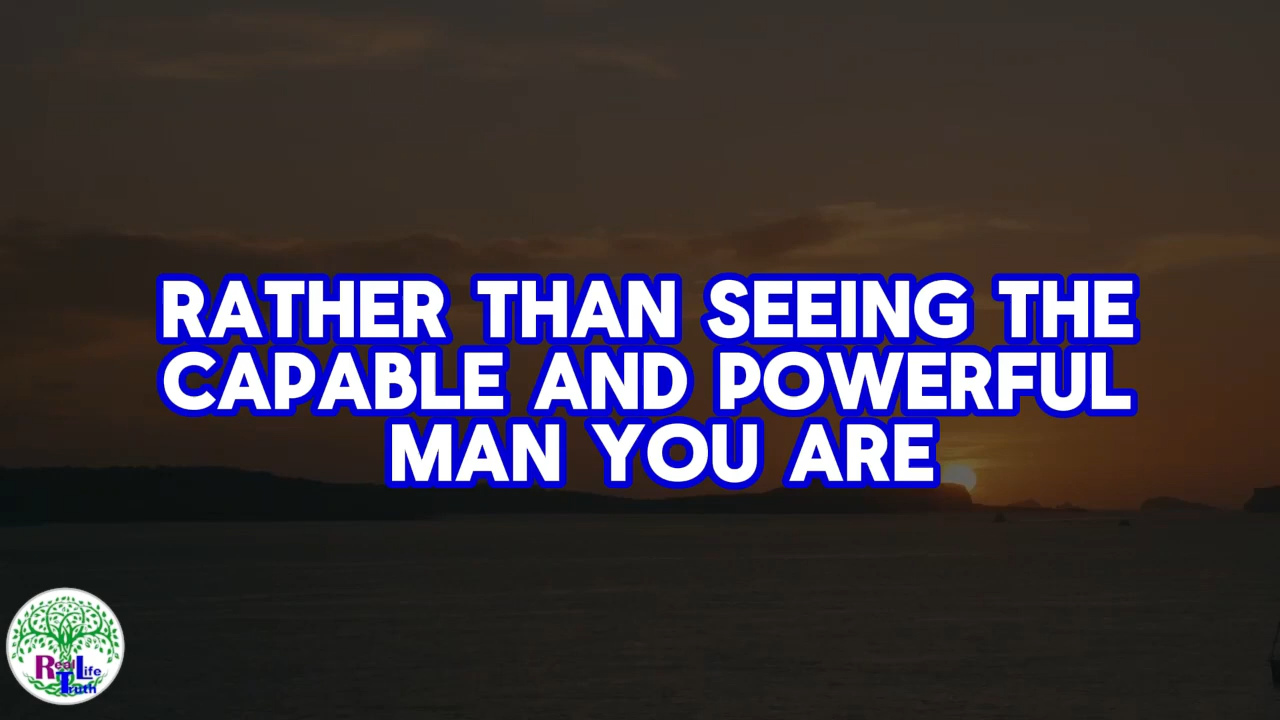 RATHER THAN SEEING THE
CAPABLE AND POWERFUL
MAN YOU ARE
Real Life
Truth